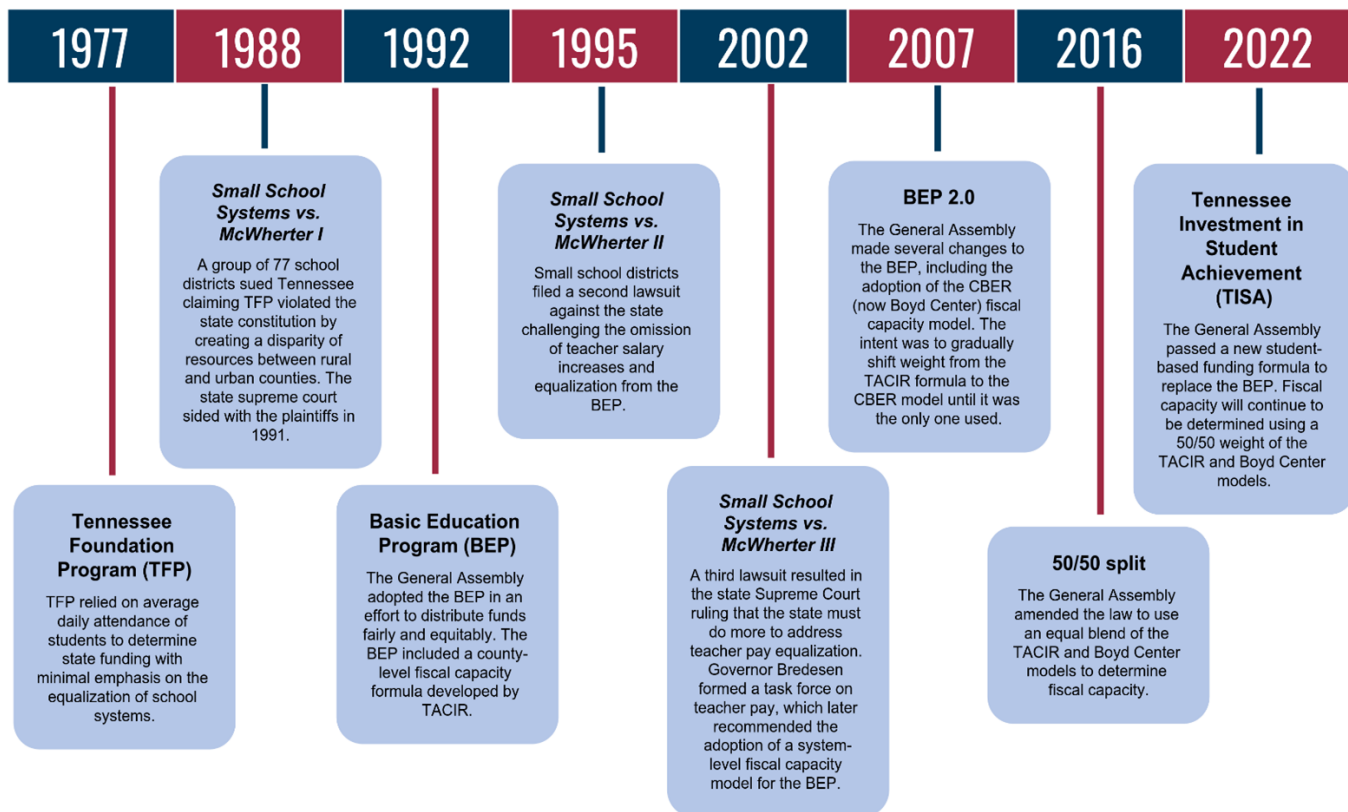 1977
1988
1992
1995
2002
2007
2016
2022
Tennessee
Foundation
Program (TFP)
TFP relied on average
daily attendance of
students to determine
state funding with
minimal emphasis on the
equalization of school
systems.
Small School
Systems vs.
McWherter I
A group of 77 school
districts sued Tennessee
claiming TFP violated the
state constitution by
creating a disparity of
resources between rural
and urban counties. The
state supreme court
sided with the plaintiffs in
1991.
Basic Education
Program (BEP)
The General Assembly
adopted the BEP in an
effort to distribute funds
fairly and equitably. The
BEP included a county-
level fiscal capacity
formula developed by
TACIR.
Small School
Systems vs.
McWherter II
Small school districts
filed a second lawsuit
against the state
challenging the omission
of teacher salary
increases and
equalization from the
BEP.
Small School
Systems vs.
McWherter III
A third lawsuit resulted in
the state Supreme Court
ruling that the state must
do more to address
teacher pay equalization.
Governor Bredesen
formed a task force on
teacher pay, which later
recommended the
adoption of a system-
level fiscal capacity
model for the BEP.
BEP 2.0
The General Assembly
made several changes to
the BEP, including the
adoption of the CBER
(now Boyd Center) fiscal
capacity model. The
intent was to gradually
shift weight from the
TACIR formula to the
CBER model until it was
the only one used.
50/50 split
The General Assembly
amended the law to use
an equal blend of the
TACIR and Boyd Center
models to determine
fiscal capacity.
Tennessee
Investment in
Student
Achievement
(TISA)
The General Assembly
passed a new student-
based funding formula to
replace the BEP. Fiscal
capacity will continue to
be determined using a
50/50 weight of the
TACIR and Boyd Center
models.